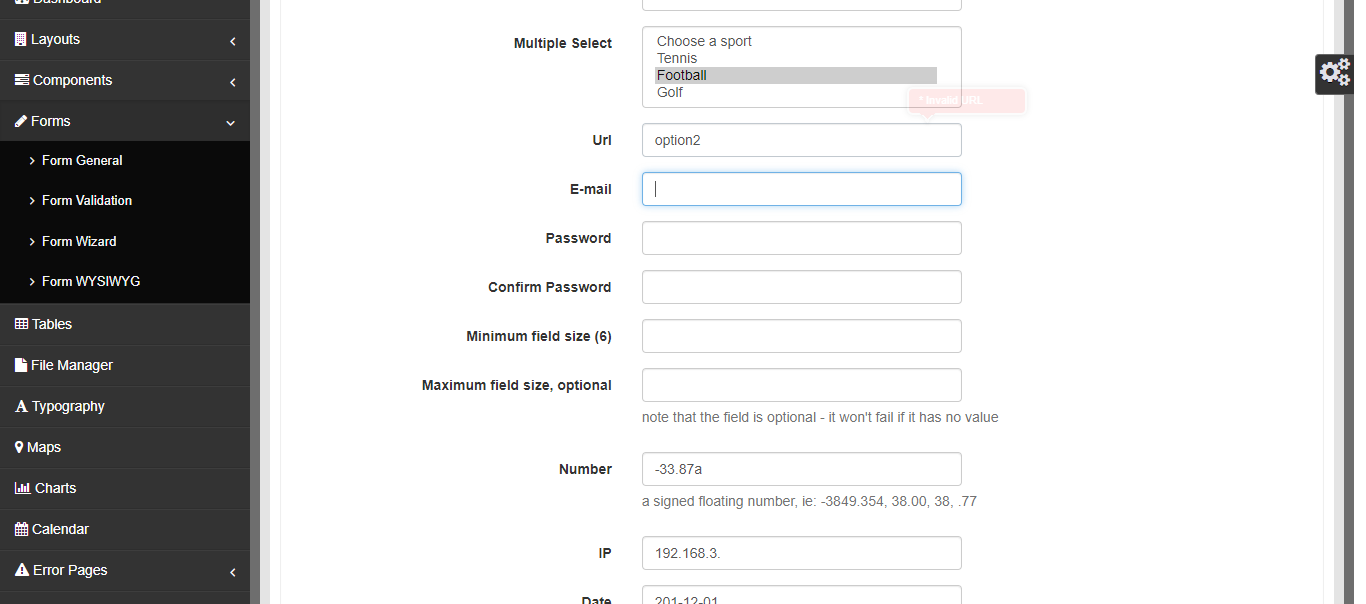 Dashboard
Layouts
Components
Forms
Form General
Form Validation
Form Wizard
Form WYSIWYG
Tables
File Manager
Typography
Maps
Charts
Calendar
Error Pages
Multiple Select
Choose a sport
Tennis
Football
Golf
* Invalid URL
Url
option2
E-mail
Password
Confirm Password
Minimum field size (6)
Maximum field size, optional
note that the field is optional - it won't fail if it has no value
Number
-33.87a
a signed floating number, ie: -3849.354, 38.00, 38, .77
IP
192.168.3.
Date
201-12-01